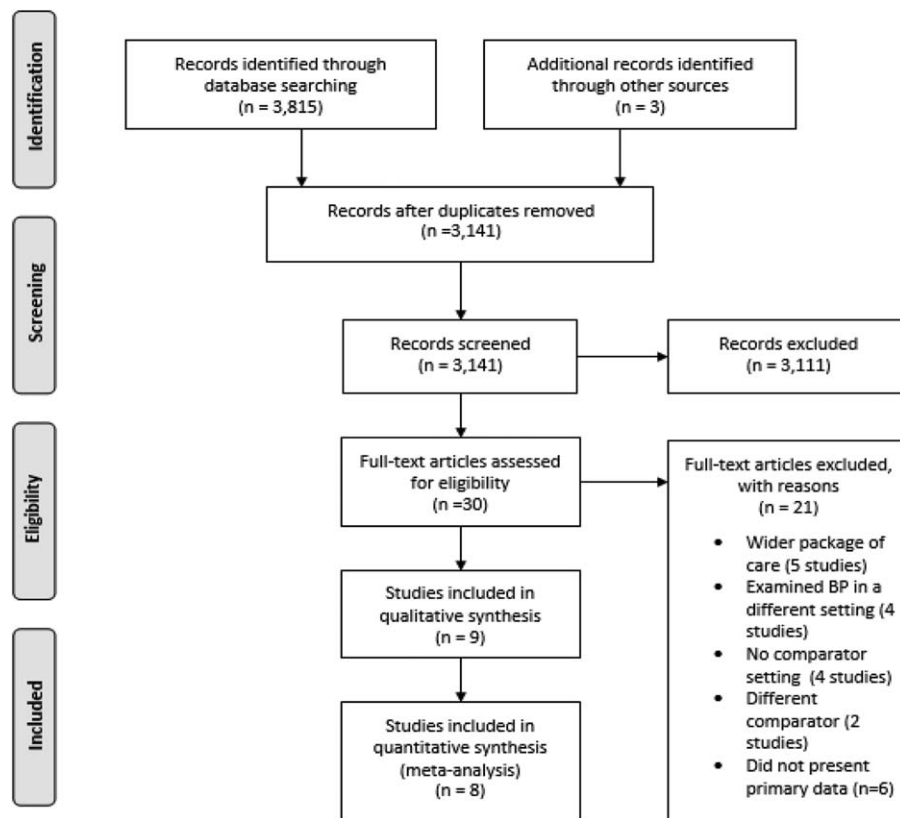 Identification
Records identified through
database searching
(n = 3,815)
Additional records identified
through other sources
(n = 3)
Records after duplicates removed
(n =3,141)
Screening
Records screened
(n = 3,141)
Records excluded
(n = 3,111)
Eligibility
Full-text articles assessed
for eligibility
(n =30)
Full-text articles excluded,
with reasons
(n = 21)
• Wider package of
care (5 studies)
• Examined BP in a
different setting (4
studies)
• No comparator
setting (4 studies)
• Different
comparator (2
studies)
• Did not present
primary data (n=6)
Studies included in
qualitative synthesis
(n = 9)
Included
Studies included in
quantitative synthesis
(meta-analysis)
(n = 8)